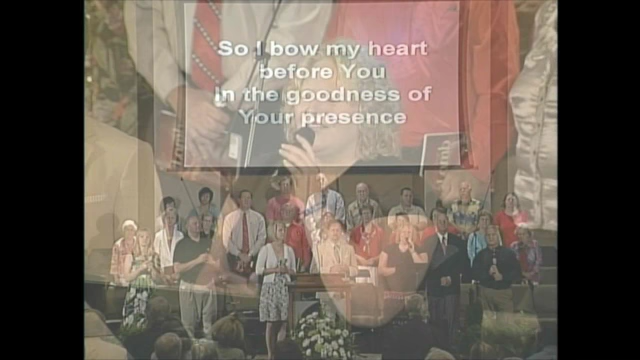 So I bow my heart
before You
In the goodness of
Your presence